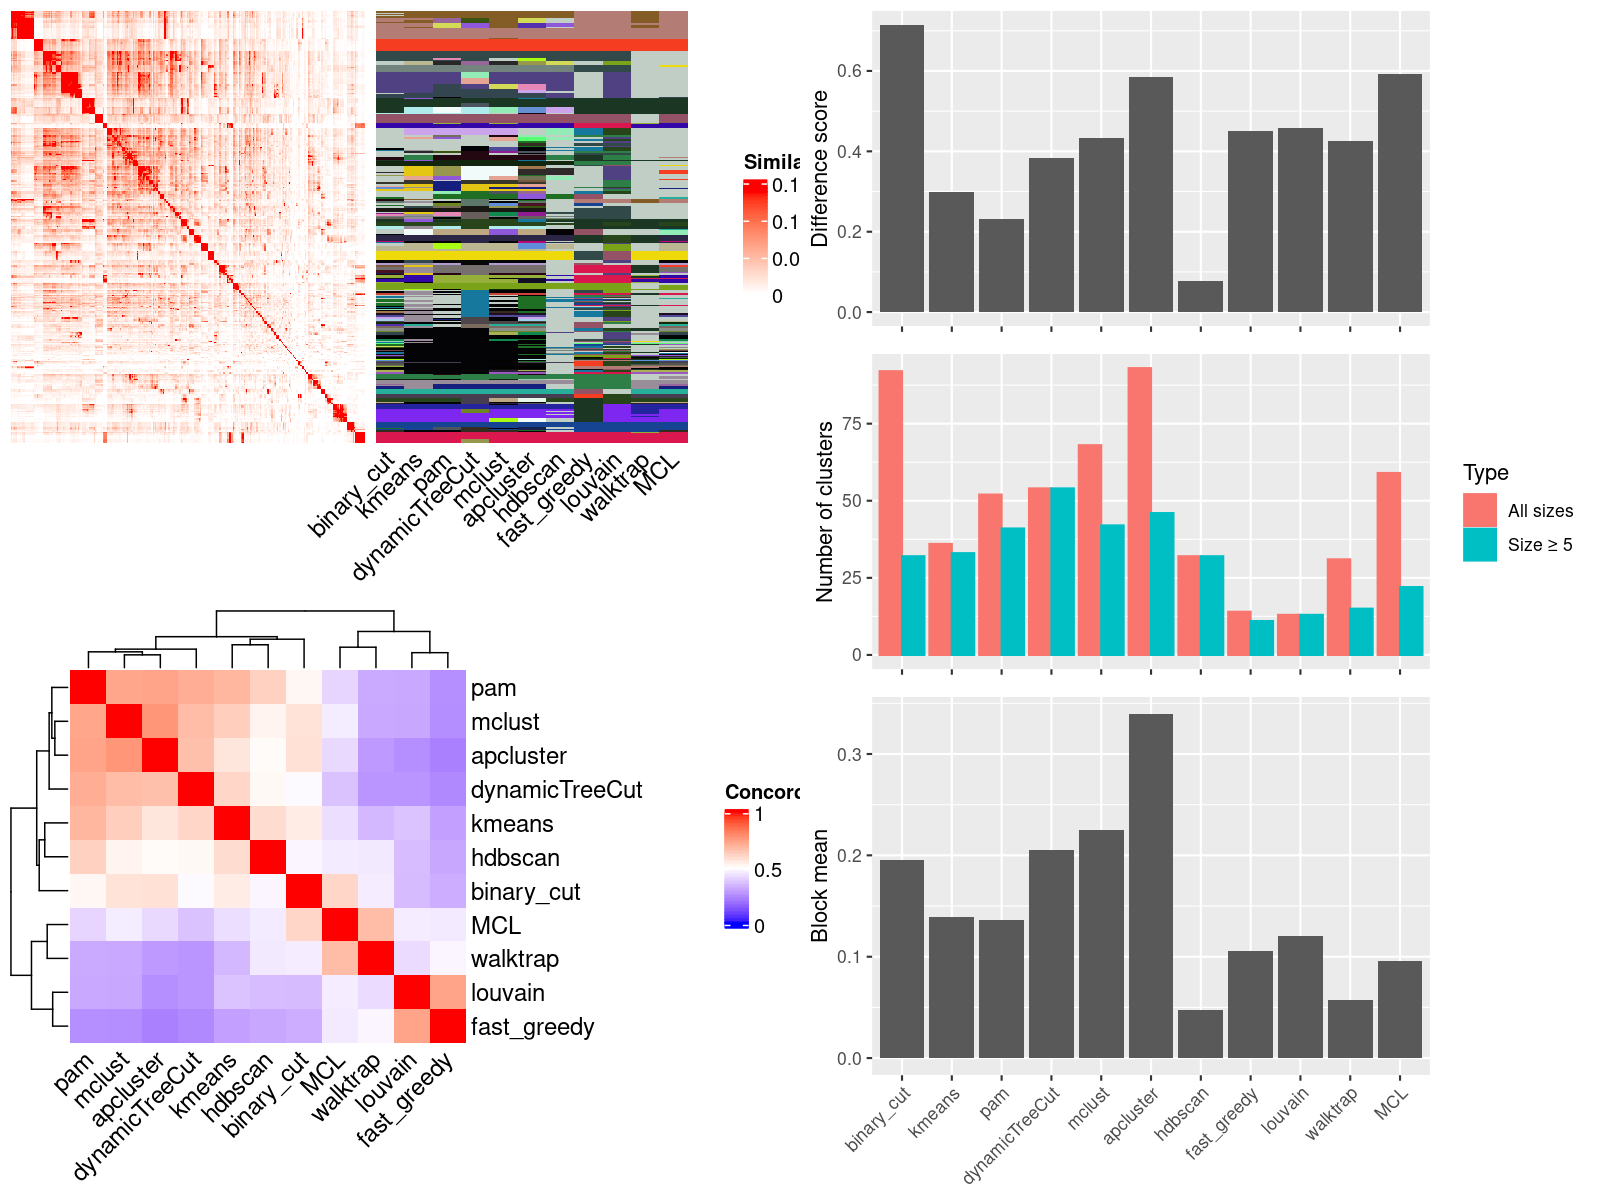 Simila
0.1
0.1
0.0
0
binary_cut
kmeans
pam
dynamicTreeCut
mclust
apcluster
hdbscan
fast_greedy
louvain
walktrap
MCL
pam
mclust
apcluster
dynamicTreeCut
kmeans
hdbscan
binary_cut
MCL
walktrap
louvain
fast_greedy
Concord
1
0.5
0
pam
mclust
apcluster
dynamicTreeCut
kmeans
hdbscan
binary_cut
MCL
walktrap
louvain
fast_greedy
Difference score
0.6
0.4
0.2
0.0
Number of clusters
75
50
25
0
Type
All sizes
Size ≥ 5
Block mean
0.3
0.2
0.1
0.0
binary_cut
kmeans
pam
dynamicTreeCut
mclust
apcluster
hdbscan
fast_greedy
louvain
walktrap
MCL